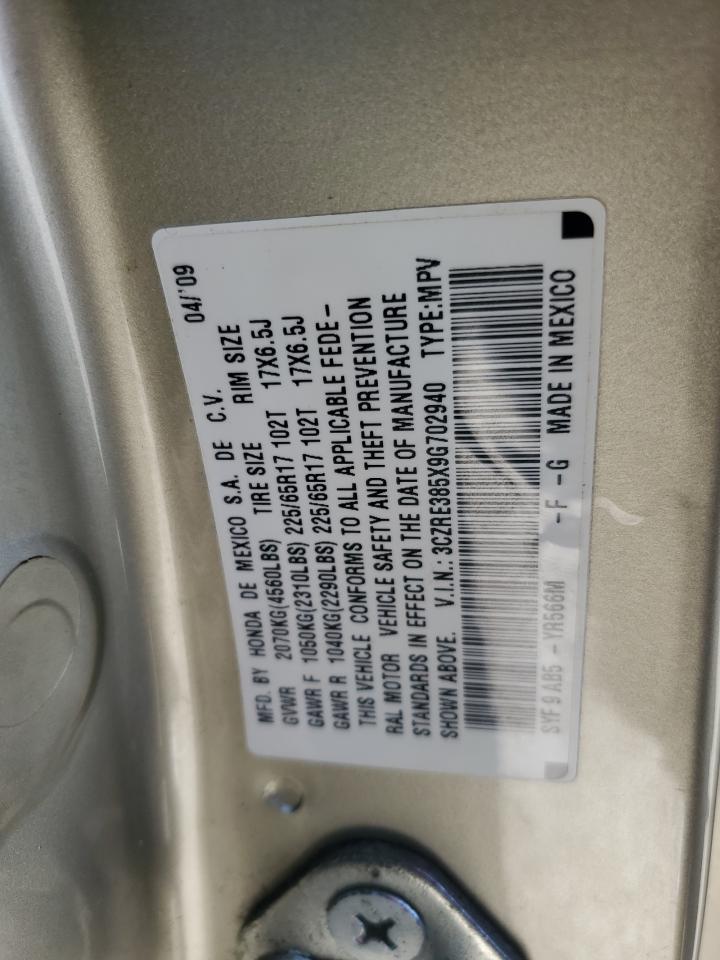 04/'09
MFD. BY HONDA DE MEXICO S.A. DE C.V.
GVWR 2070KG(4560LBS) TIRE SIZE RIM SIZE
GAWR F 1050KG(2310LBS) 225/65R17 102T 17X6.5J
GAWR R 1040KG(2290LBS) 225/65R17 102T 17X6.5J
THIS VEHICLE CONFORMS TO ALL APPLICABLE FEDE-
RAL MOTOR VEHICLE SAFETY AND THEFT PREVENTION
STANDARDS IN EFFECT ON THE DATE OF MANUFACTURE
SHOWN ABOVE. V.I.N.: 3CZRE385X9G702940 TYPE:MPV
SYF 9 AB5 - YR566M -F -G MADE IN MEXICO